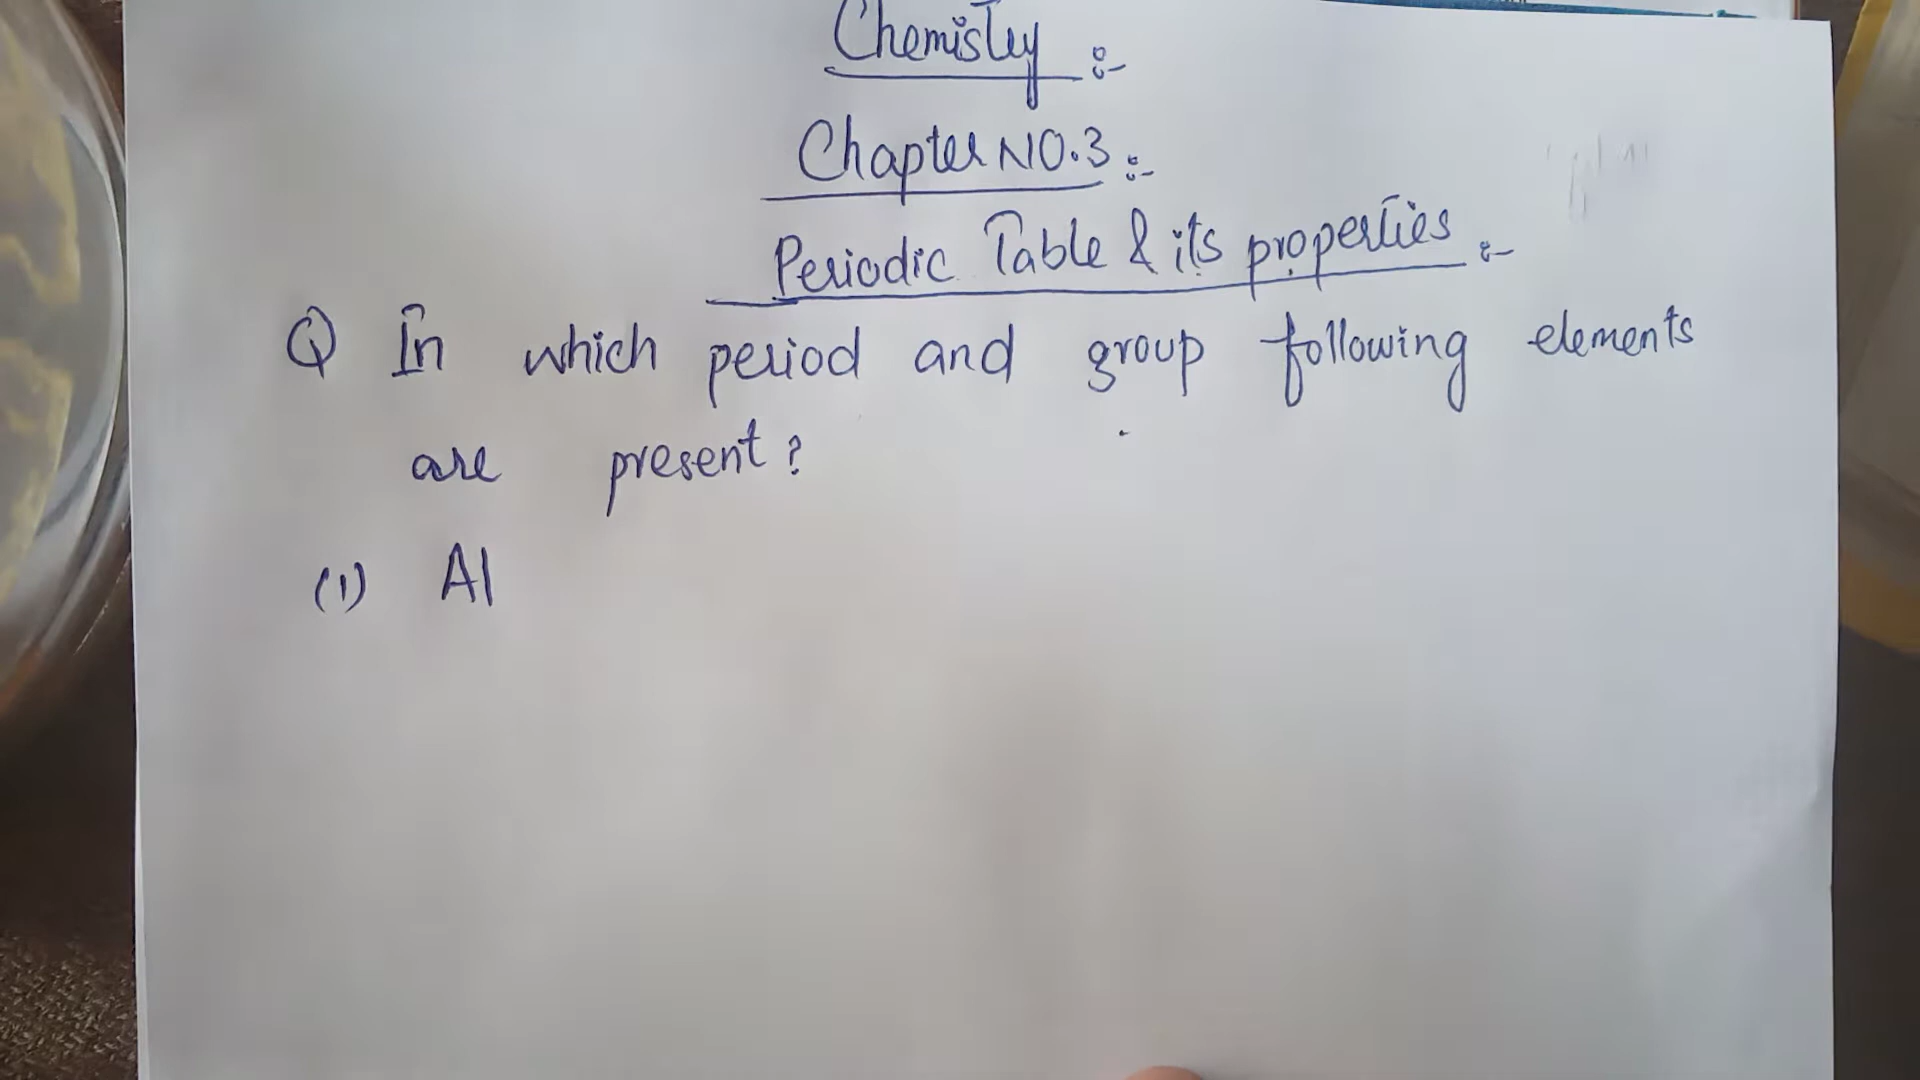 Chemistry :-
Chapter NO.3 :-
Periodic Table & its properties :-
Q In which period and group following elements
are present?
(1) Al